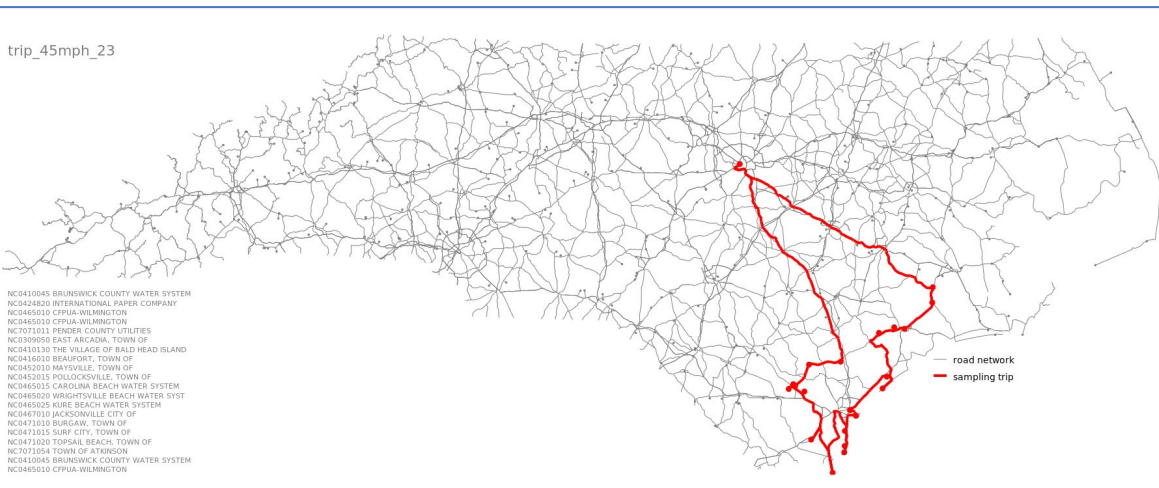 trip_45mph_23
NC0410045 BRUNSWICK COUNTY WATER SYSTEM
NC0424820 INTERNATIONAL PAPER COMPANY
NC0465010 CFPUA-WILMINGTON
NC0465010 CFPUA-WILMINGTON
NC7071011 PENDER COUNTY UTILITIES
NC0309050 EAST ARCADIA, TOWN OF
NC0410130 THE VILLAGE OF BALD HEAD ISLAND
NC0416010 BEAUFORT, TOWN OF
NC0452010 MAYSVILLE, TOWN OF
NC0452015 POLLOCKSVILLE, TOWN OF
NC0465015 CAROLINA BEACH WATER SYSTEM
NC0465020 WRIGHTSVILLE BEACH WATER SYST
NC0465025 KURE BEACH WATER SYSTEM
NC0467010 JACKSONVILLE CITY OF
NC0471010 BURGAW, TOWN OF
NC0471015 SURF CITY, TOWN OF
NC0471020 TOPSAIL BEACH, TOWN OF
NC7071054 TOWN OF ATKINSON
NC0410045 BRUNSWICK COUNTY WATER SYSTEM
NC0465010 CFPUA-WILMINGTON
road network
sampling trip